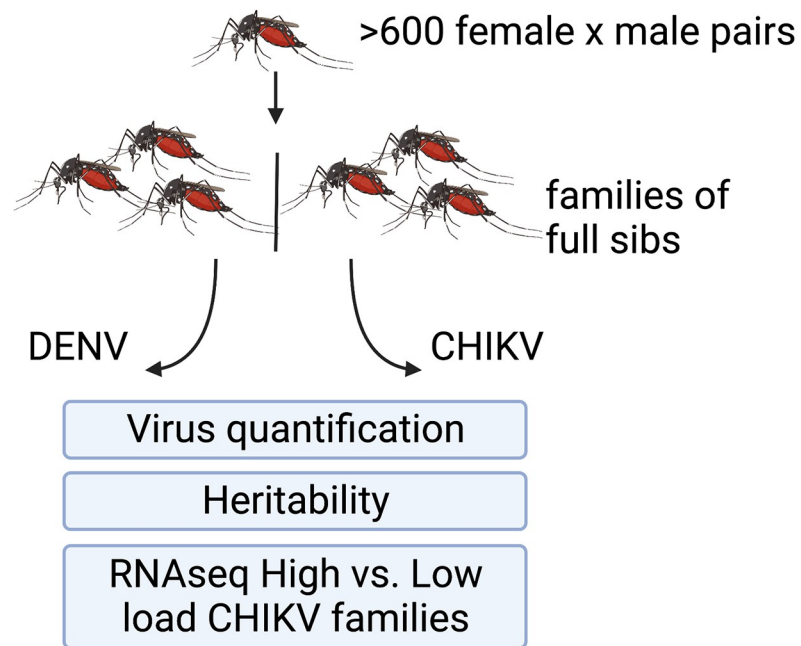 >600 female x male pairs
families of
full sibs
DENV
CHIKV
Virus quantification
Heritability
RNAseq High vs. Low
load CHIKV families